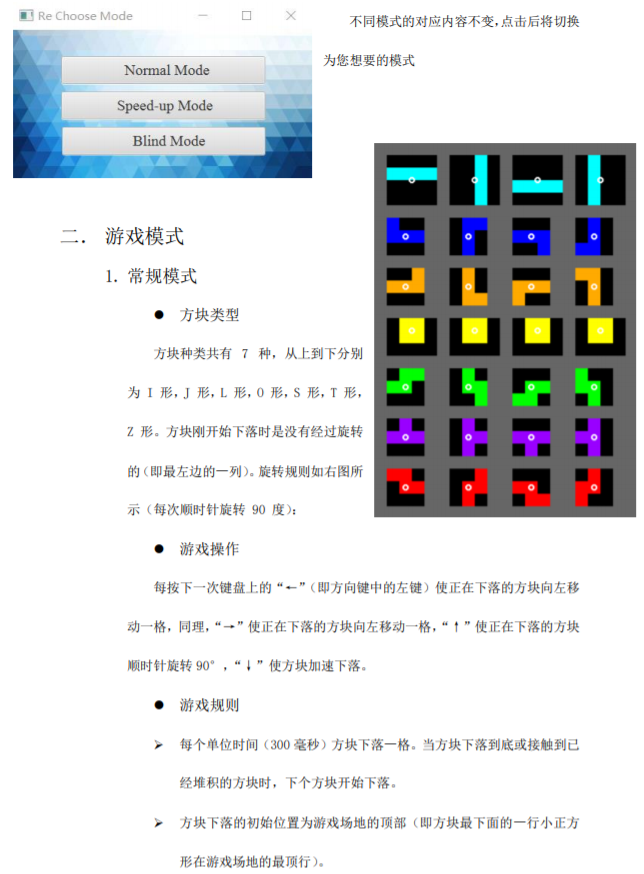 Re Choose Mode
Normal Mode
Speed-up Mode
Blind Mode
不同模式的对应内容不变，点击后将切换
为您想要的模式
二． 游戏模式
1. 常规模式
● 方块类型
方块种类共有 7 种，从上到下分别
为 I 形，J 形，L 形，O 形，S 形，T 形，
Z 形。方块刚开始下落时是没有经过旋转
的（即最左边的一列）。旋转规则如右图所
示（每次顺时针旋转 90 度）：
● 游戏操作
每按下一次键盘上的“←”（即方向键中的左键）使正在下落的方块向左移
动一格，同理，“→”使正在下落的方块向左移动一格，“↑”使正在下落的方块
顺时针旋转90°，“↓”使方块加速下落。
● 游戏规则
➢ 每个单位时间（300 毫秒）方块下落一格。当方块下落到底或接触到已
经堆积的方块时，下个方块开始下落。
➢ 方块下落的初始位置为游戏场地的顶部（即方块最下面的一行小正方
形在游戏场地的最顶行）。